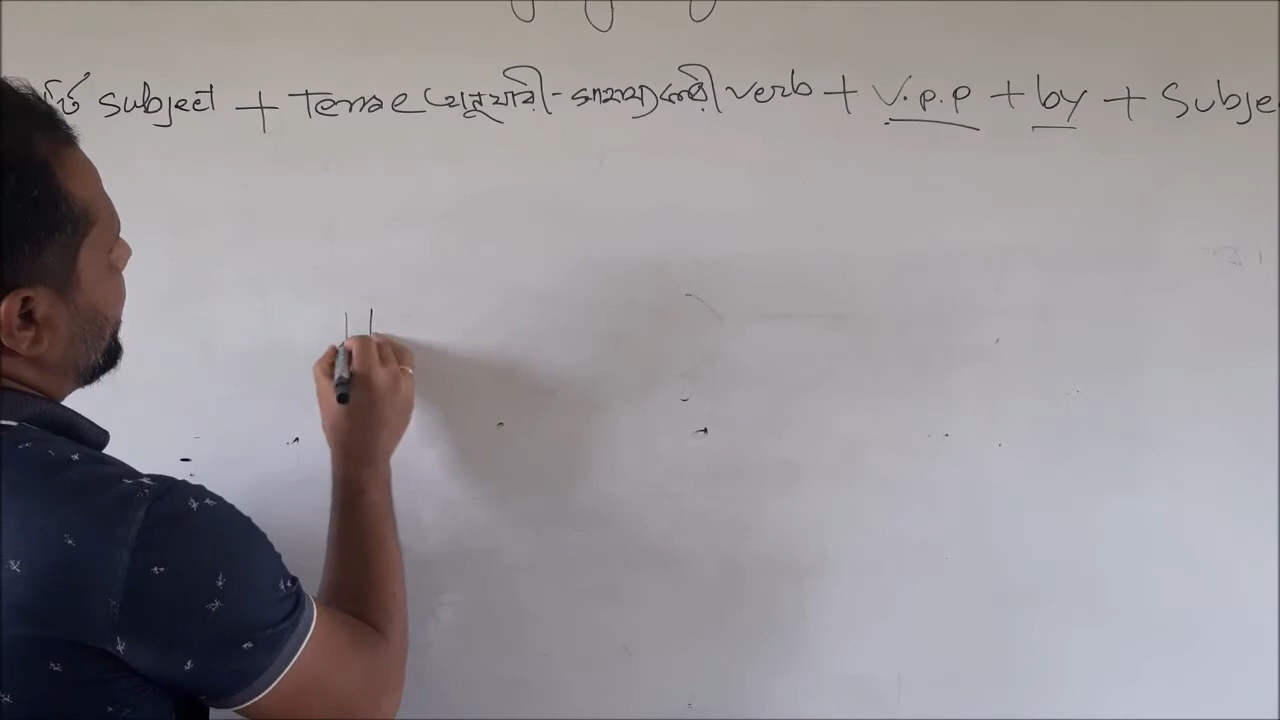 টি subject + Tense অনুযায়ী - সাহায্যকারী verb + V.p.p + by + Subje